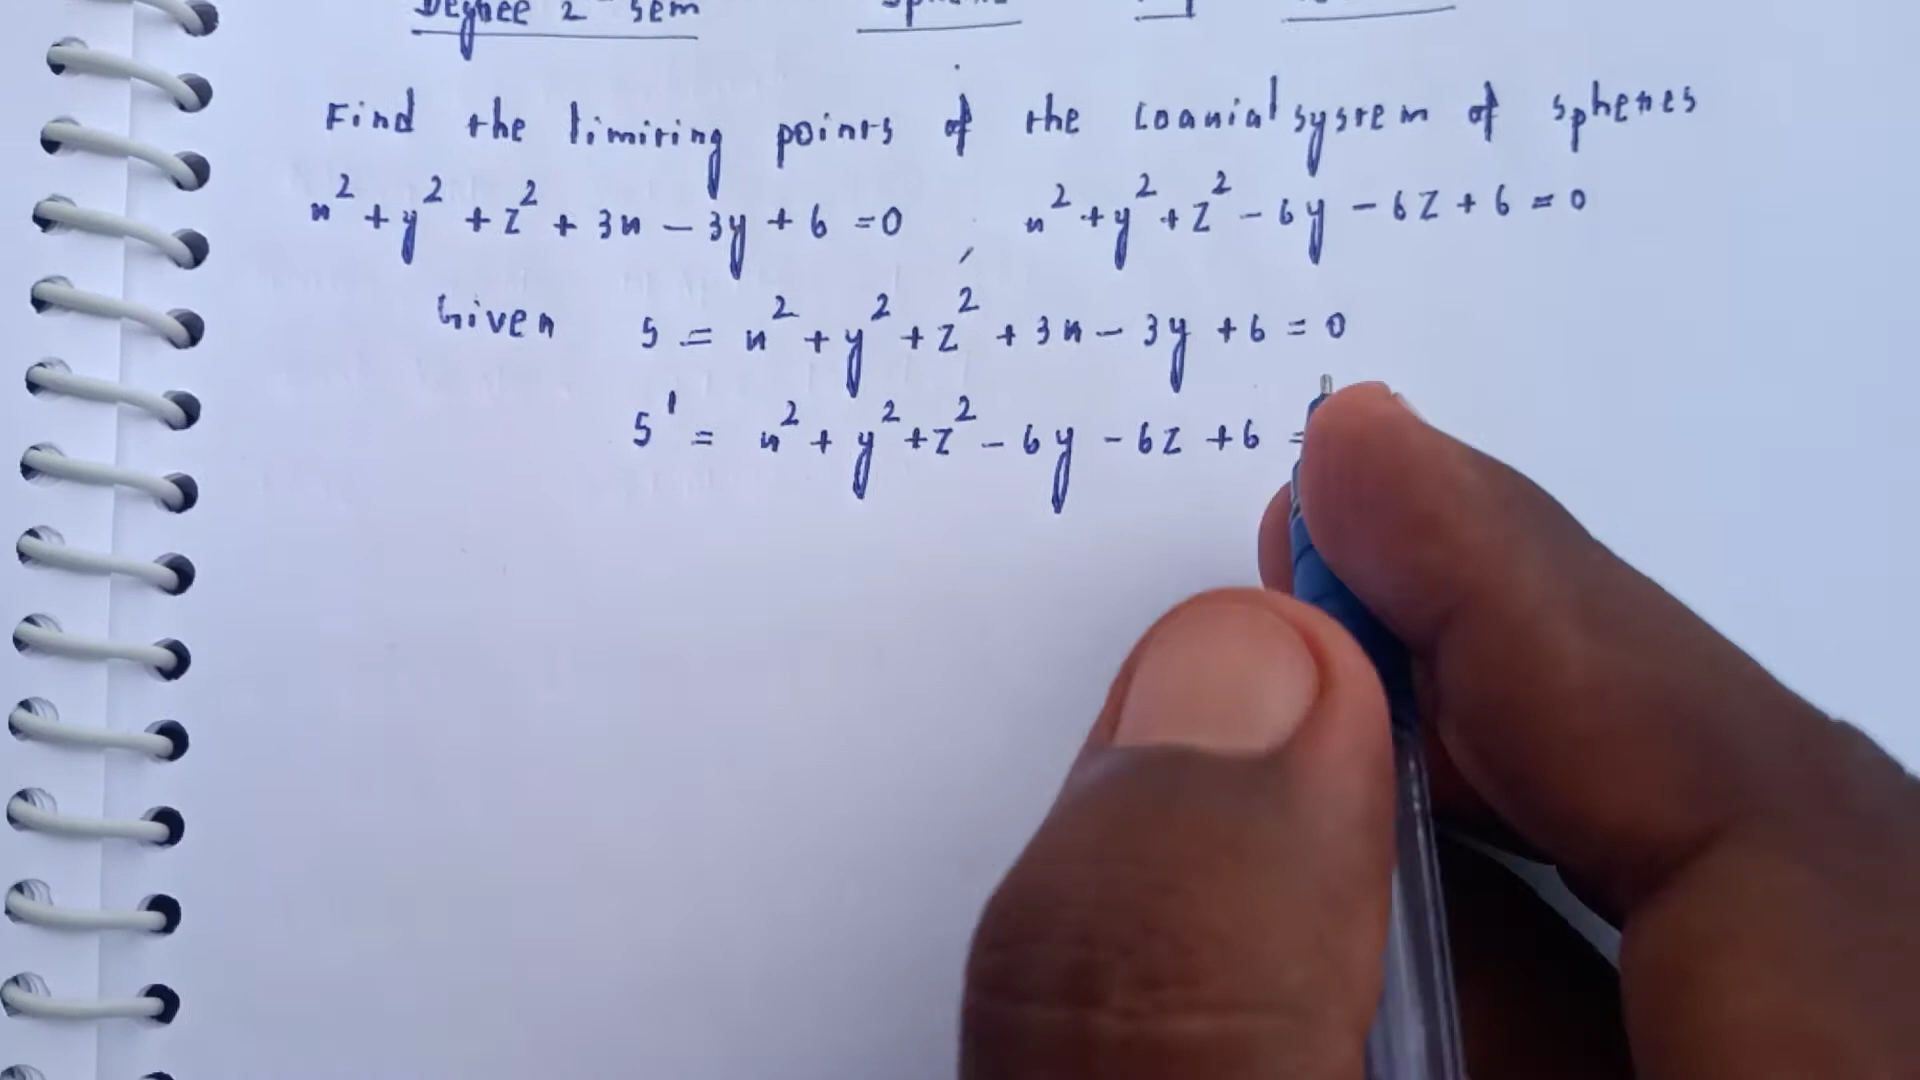 Degree 2 sem
Find the limiting points of the coaxial system of spheres
x² + y² + z² + 3x - 3y + 6 = 0 , x² + y² + z² - 6y - 6z + 6 = 0
Given S = x² + y² + z² + 3x - 3y + 6 = 0
S' = x² + y² + z² - 6y - 6z + 6 =